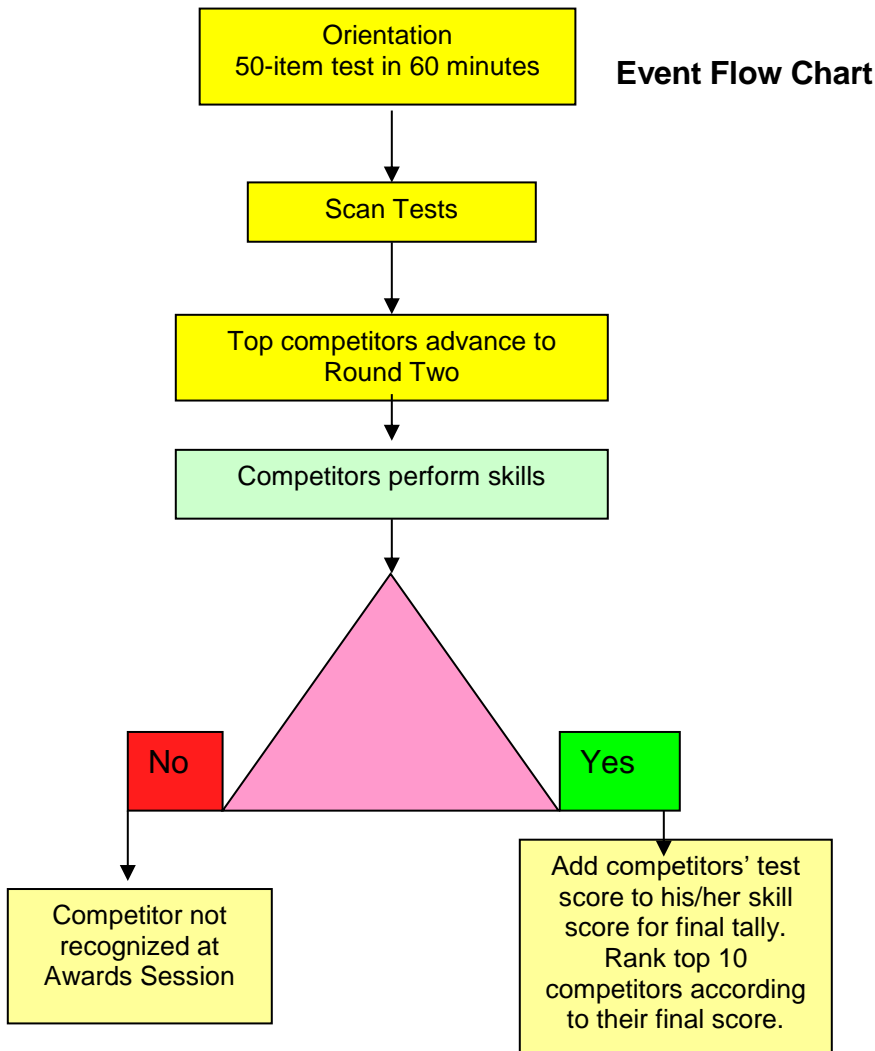 Orientation
50-item test in 60 minutes
Event Flow Chart
Scan Tests
Top competitors advance to
Round Two
Competitors perform skills
No
Yes
Competitor not
recognized at
Awards Session
Add competitors’ test
score to his/her skill
score for final tally.
Rank top 10
competitors according
to their final score.